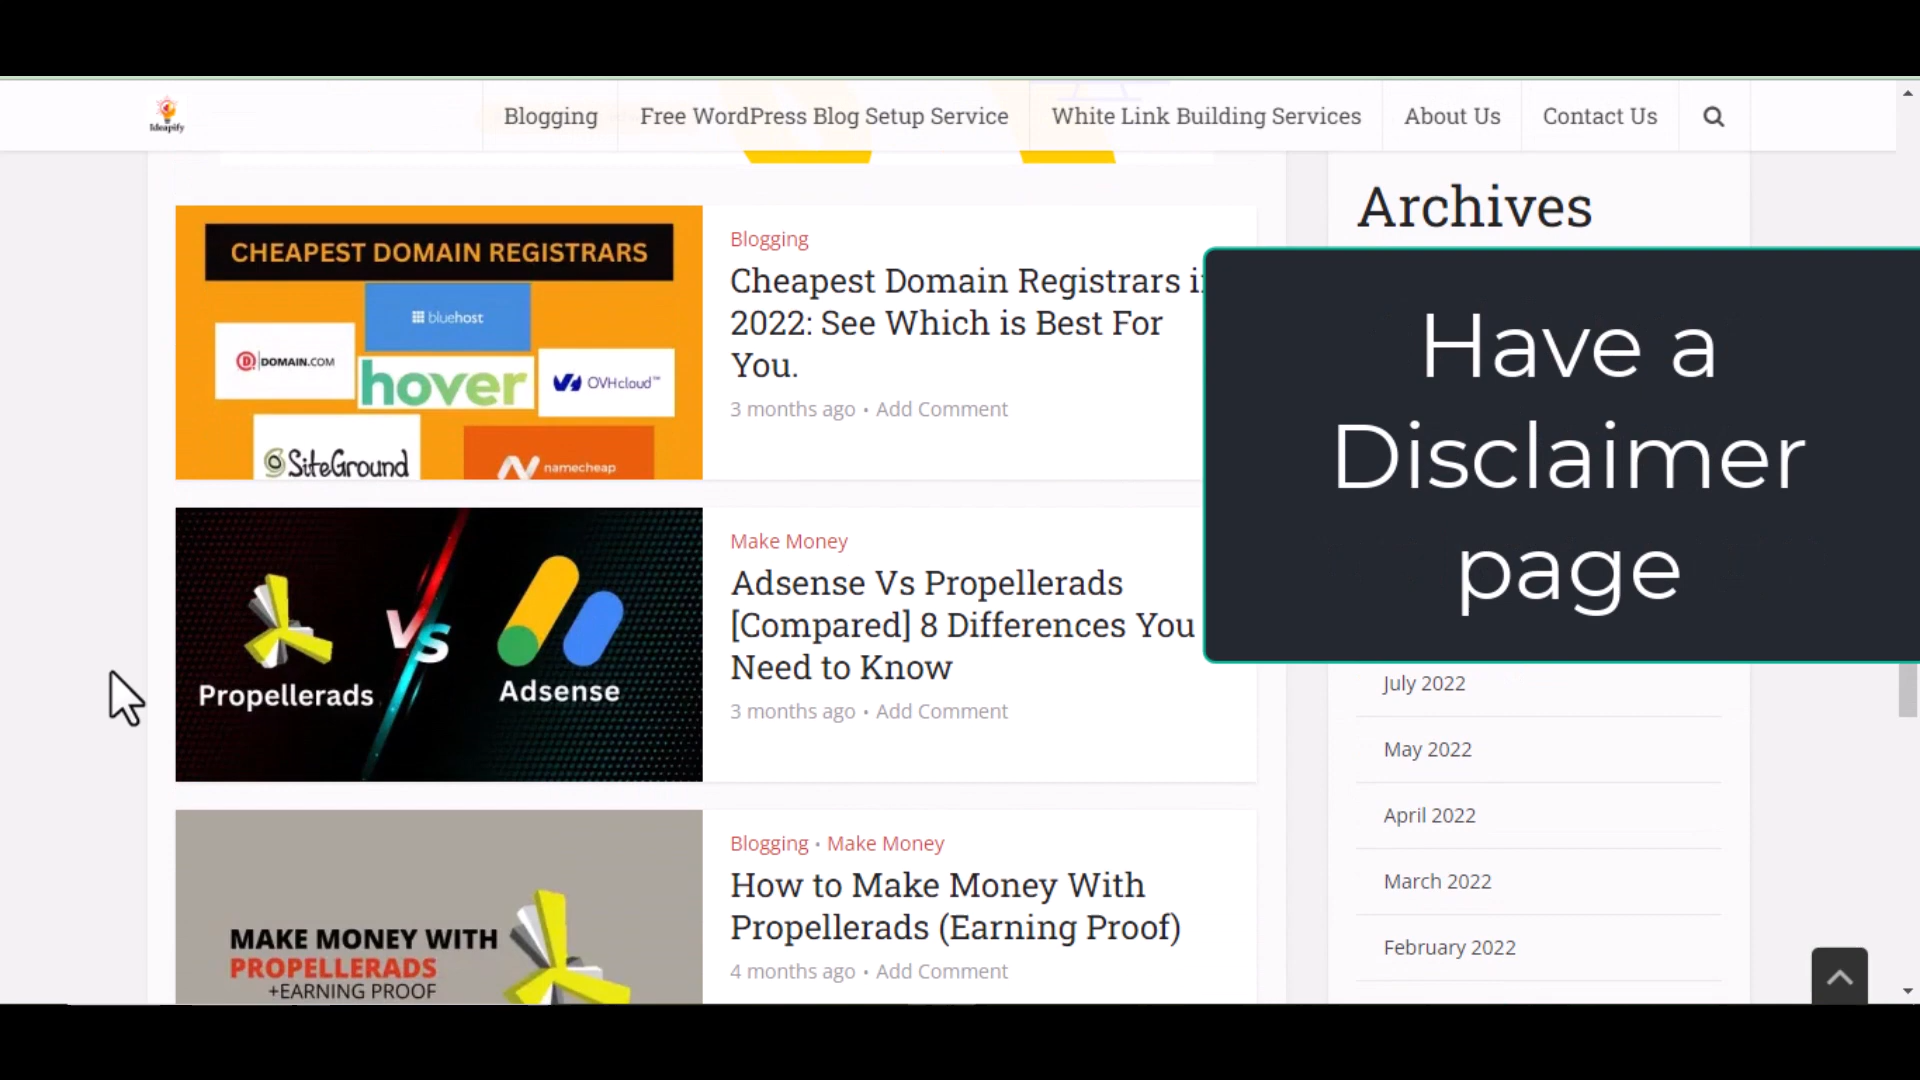 Ideapify
Blogging
Free WordPress Blog Setup Service
White Link Building Services
About Us
Contact Us
CHEAPEST DOMAIN REGISTRARS
bluehost
D DOMAIN.COM
hover
OVHcloud™
SiteGround
namecheap
Blogging
Cheapest Domain Registrars i
2022: See Which is Best For
You.
3 months ago • Add Comment
Propellerads
VS
Adsense
Make Money
Adsense Vs Propellerads
[Compared] 8 Differences You
Need to Know
3 months ago • Add Comment
MAKE MONEY WITH
PROPELLERADS
+EARNING PROOF
Blogging • Make Money
How to Make Money With
Propellerads (Earning Proof)
4 months ago • Add Comment
Archives
Have a
Disclaimer
page
July 2022
May 2022
April 2022
March 2022
February 2022